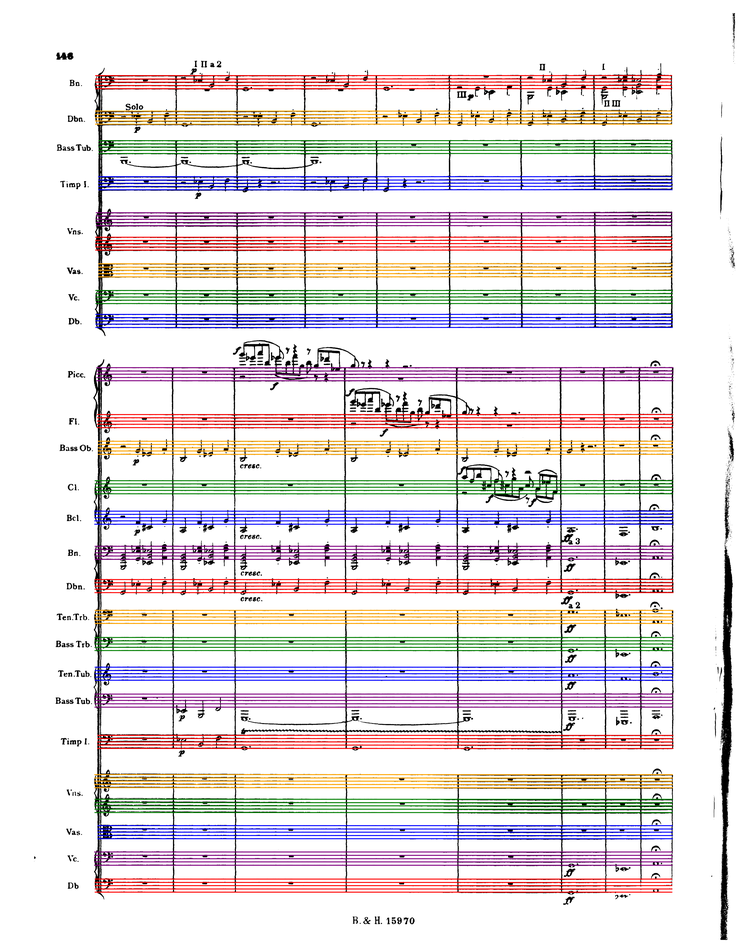 146
I II a 2
Bn.
II
I
III p
II III
Solo
Dbn.
p
Bass Tub.
Timp I.
p
Vns.
Vas.
Vc.
Db.
Picc.
f
f
Fl.
f
f
Bass Ob.
p
cresc.
Cl.
f
f
f
Bcl.
p
cresc.
ff
a 3
Bn.
cresc.
Dbn.
cresc.
ff
a 2
Ten.Trb.
ff
Bass Trb.
ff
Ten.Tub.
ff
Bass Tub.
p
ff
Timp I.
p
Vns.
Vas.
Vc.
ff
Db
ff
B. & H. 15970